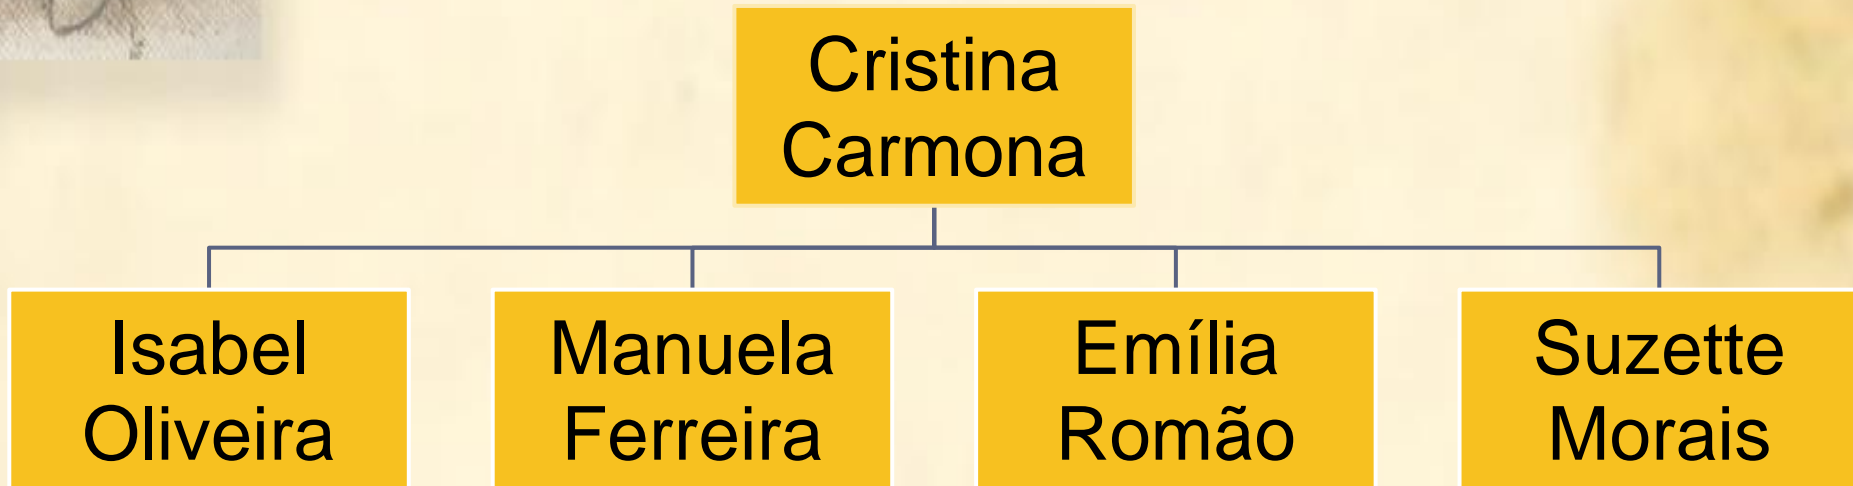 Cristina
Carmona
Isabel
Oliveira
Manuela
Ferreira
Emília
Romão
Suzette
Morais